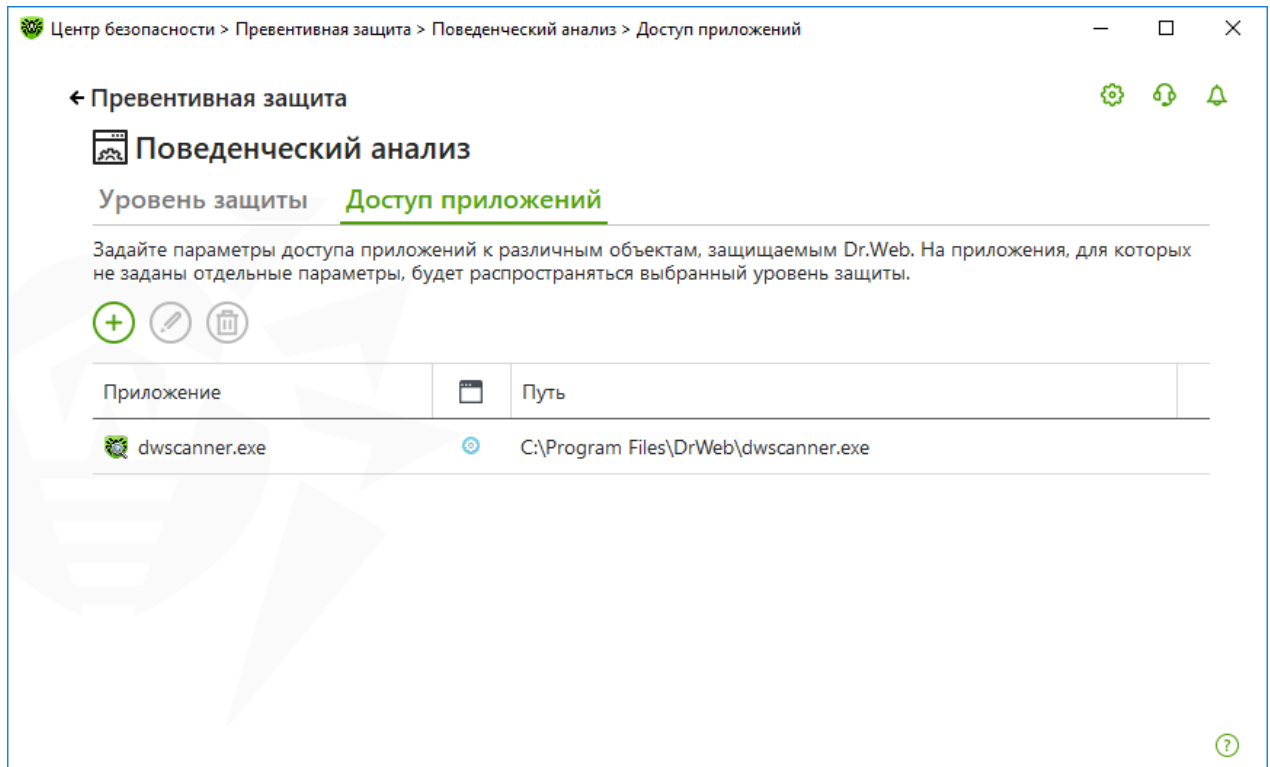 Центр безопасности > Превентивная защита > Поведенческий анализ > Доступ приложений
Превентивная защита
Поведенческий анализ
Уровень защиты Доступ приложений
Задайте параметры доступа приложений к различным объектам, защищаемым Dr.Web. На приложения, для которых
не заданы отдельные параметры, будет распространяться выбранный уровень защиты.
Приложение Путь
dwscanner.exe C:\Program Files\DrWeb\dwscanner.exe